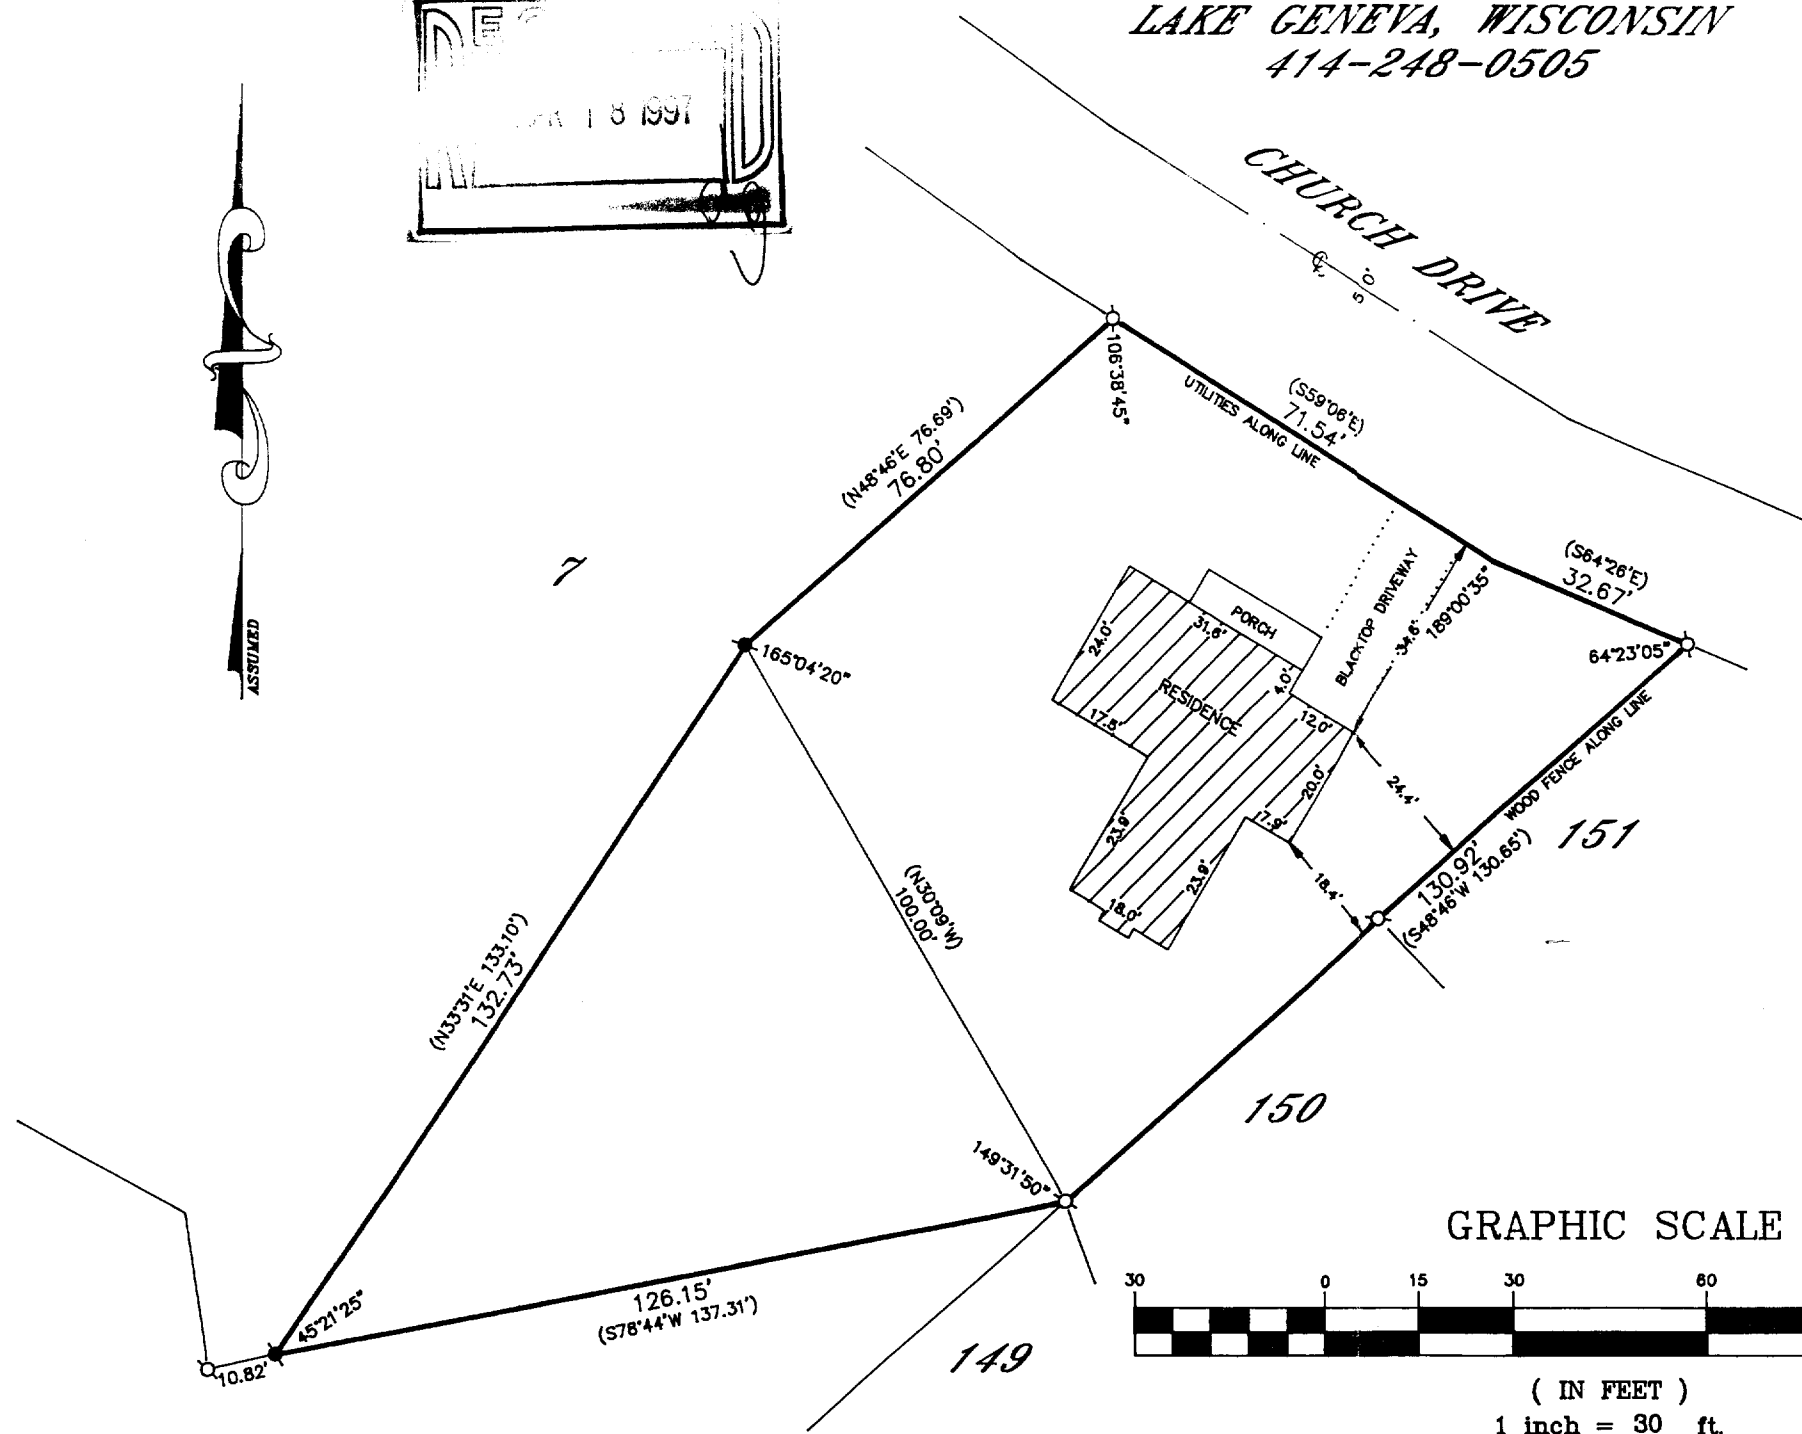 LAKE GENEVA, WISCONSIN
414-248-0505
18 1997
CHURCH DRIVE
5 0'
ASSUMED
106°38'45"
(S59°06'E)
71.54'
UTILITIES ALONG LINE
(N48°46'E 76.69')
76.80'
7
(S64°26'E)
32.67'
189°00'35"
64°23'05"
BLACKTOP DRIVEWAY
34.6'
PORCH
31.6'
24.0'
4.0'
RESIDENCE
12.0'
17.5'
20.0'
7.9'
23.9'
23.9'
18.0'
24.4'
18.4'
WOOD FENCE ALONG LINE
130.92'
(S48°46'W 130.65')
151
165°04'20"
(N30°09'W)
100.00'
(N33°31'E 133.10')
132.73'
150
149°31'50"
45°21'25"
126.15'
(S78°44'W 137.31')
10.82'
149
GRAPHIC SCALE
30 0 15 30 60
( IN FEET )
1 inch = 30 ft.